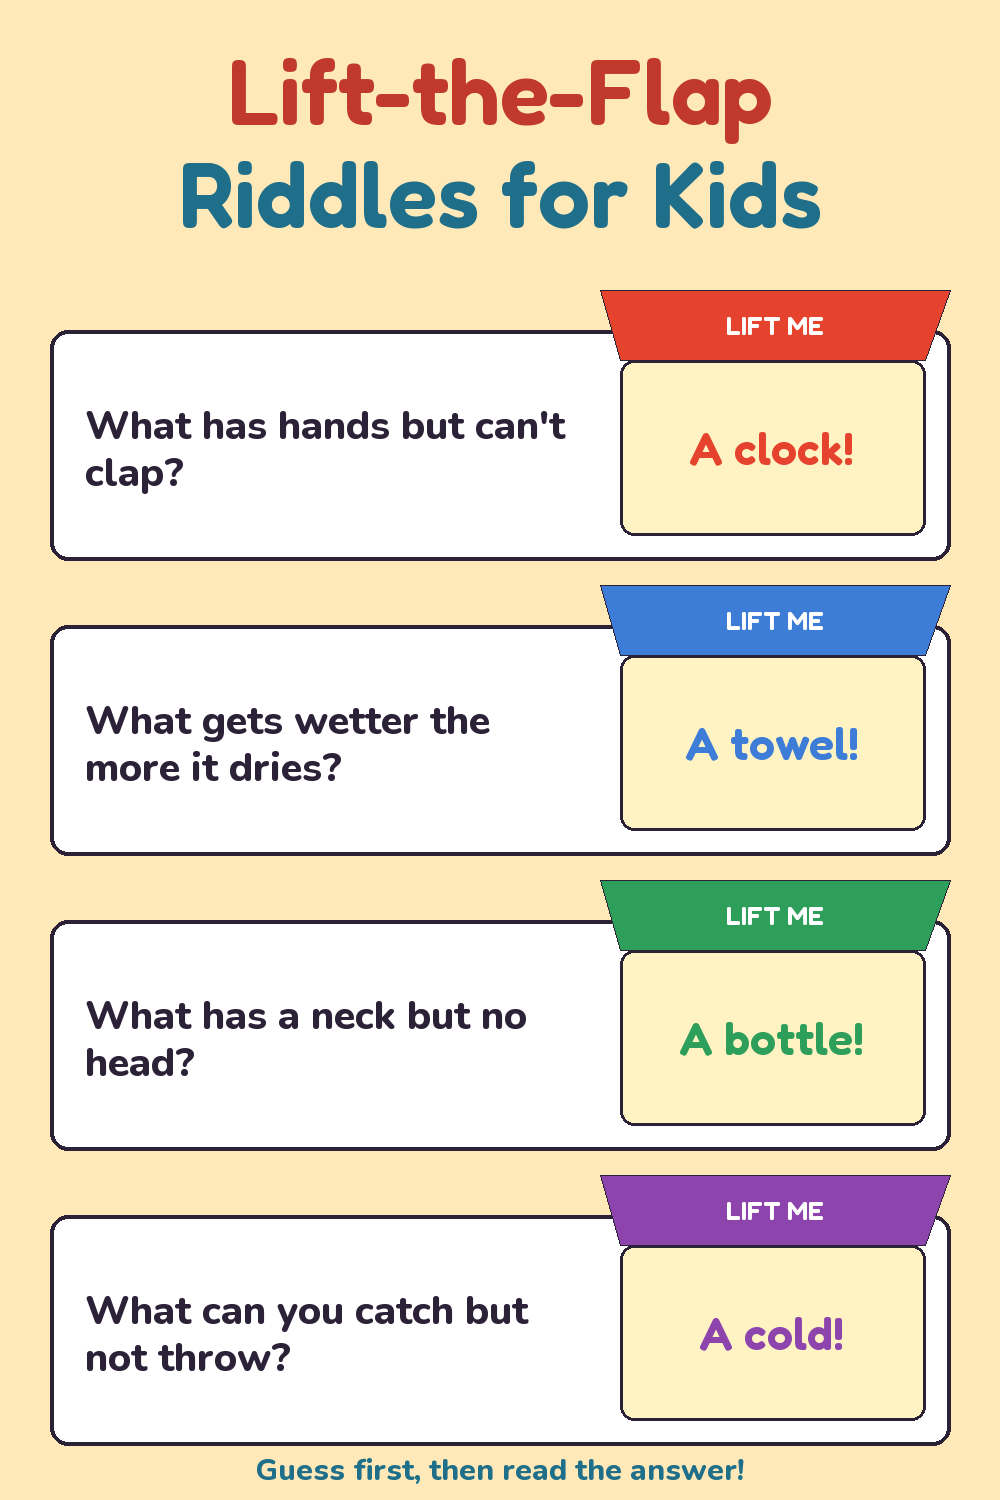 Lift-the-Flap
Riddles for Kids
LIFT ME
What has hands but can't
clap?
A clock!
LIFT ME
What gets wetter the
more it dries?
A towel!
LIFT ME
What has a neck but no
head?
A bottle!
LIFT ME
What can you catch but
not throw?
A cold!
Guess first, then read the answer!